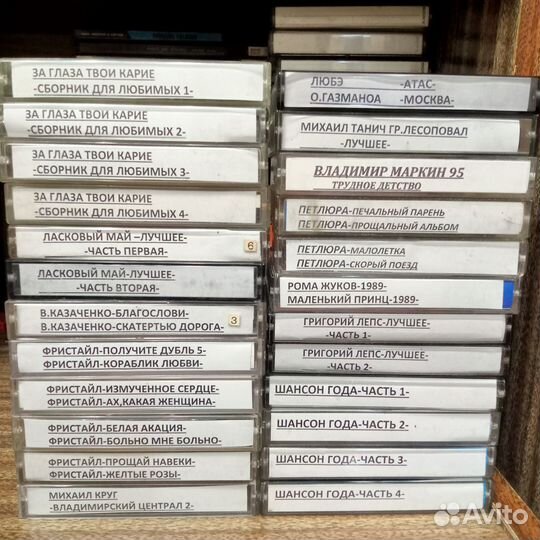 ЗА ГЛАЗА ТВОИ КАРИЕ
-СБОРНИК ДЛЯ ЛЮБИМЫХ 1-
ЗА ГЛАЗА ТВОИ КАРИЕ
-СБОРНИК ДЛЯ ЛЮБИМЫХ 2-
ЗА ГЛАЗА ТВОИ КАРИЕ
-СБОРНИК ДЛЯ ЛЮБИМЫХ 3-
ЗА ГЛАЗА ТВОИ КАРИЕ
-СБОРНИК ДЛЯ ЛЮБИМЫХ 4-
ЛАСКОВЫЙ МАЙ –ЛУЧШЕЕ-
-ЧАСТЬ ПЕРВАЯ-
6
ЛАСКОВЫЙ МАЙ-ЛУЧШЕЕ-
-ЧАСТЬ ВТОРАЯ-
В.КАЗАЧЕНКО-БЛАГОСЛОВИ-
В.КАЗАЧЕНКО-СКАТЕРТЬЮ ДОРОГА-
3
ФРИСТАЙЛ-ПОЛУЧИТЕ ДУБЛЬ 5-
ФРИСТАЙЛ-КОРАБЛИК ЛЮБВИ-
ФРИСТАЙЛ-ИЗМУЧЕННОЕ СЕРДЦЕ-
ФРИСТАЙЛ-АХ,КАКАЯ ЖЕНЩИНА-
ФРИСТАЙЛ-БЕЛАЯ АКАЦИЯ-
ФРИСТАЙЛ-БОЛЬНО МНЕ БОЛЬНО-
ФРИСТАЙЛ-ПРОЩАЙ НАВЕКИ-
ФРИСТАЙЛ-ЖЕЛТЫЕ РОЗЫ-
МИХАИЛ КРУГ
-ВЛАДИМИРСКИЙ ЦЕНТРАЛ 2-
ЛЮБЭ -АТАС-
О.ГАЗМАНОА -МОСКВА-
МИХАИЛ ТАНИЧ ГР.ЛЕСОПОВАЛ
-ЛУЧШЕЕ-
ВЛАДИМИР МАРКИН 95
ТРУДНОЕ ДЕТСТВО
ПЕТЛЮРА-ПЕЧАЛЬНЫЙ ПАРЕНЬ
ПЕТЛЮРА-ПРОЩАЛЬНЫЙ АЛЬБОМ
ПЕТЛЮРА-МАЛОЛЕТКА
ПЕТЛЮРА-СКОРЫЙ ПОЕЗД
РОМА ЖУКОВ-1989-
МАЛЕНЬКИЙ ПРИНЦ-1989-
ГРИГОРИЙ ЛЕПС-ЛУЧШЕЕ-
-ЧАСТЬ 1-
ГРИГОРИЙ ЛЕПС-ЛУЧШЕЕ-
-ЧАСТЬ 2-
ШАНСОН ГОДА-ЧАСТЬ 1-
ШАНСОН ГОДА-ЧАСТЬ 2-
ШАНСОН ГОДА-ЧАСТЬ 3-
ШАНСОН ГОДА-ЧАСТЬ 4-
Avito